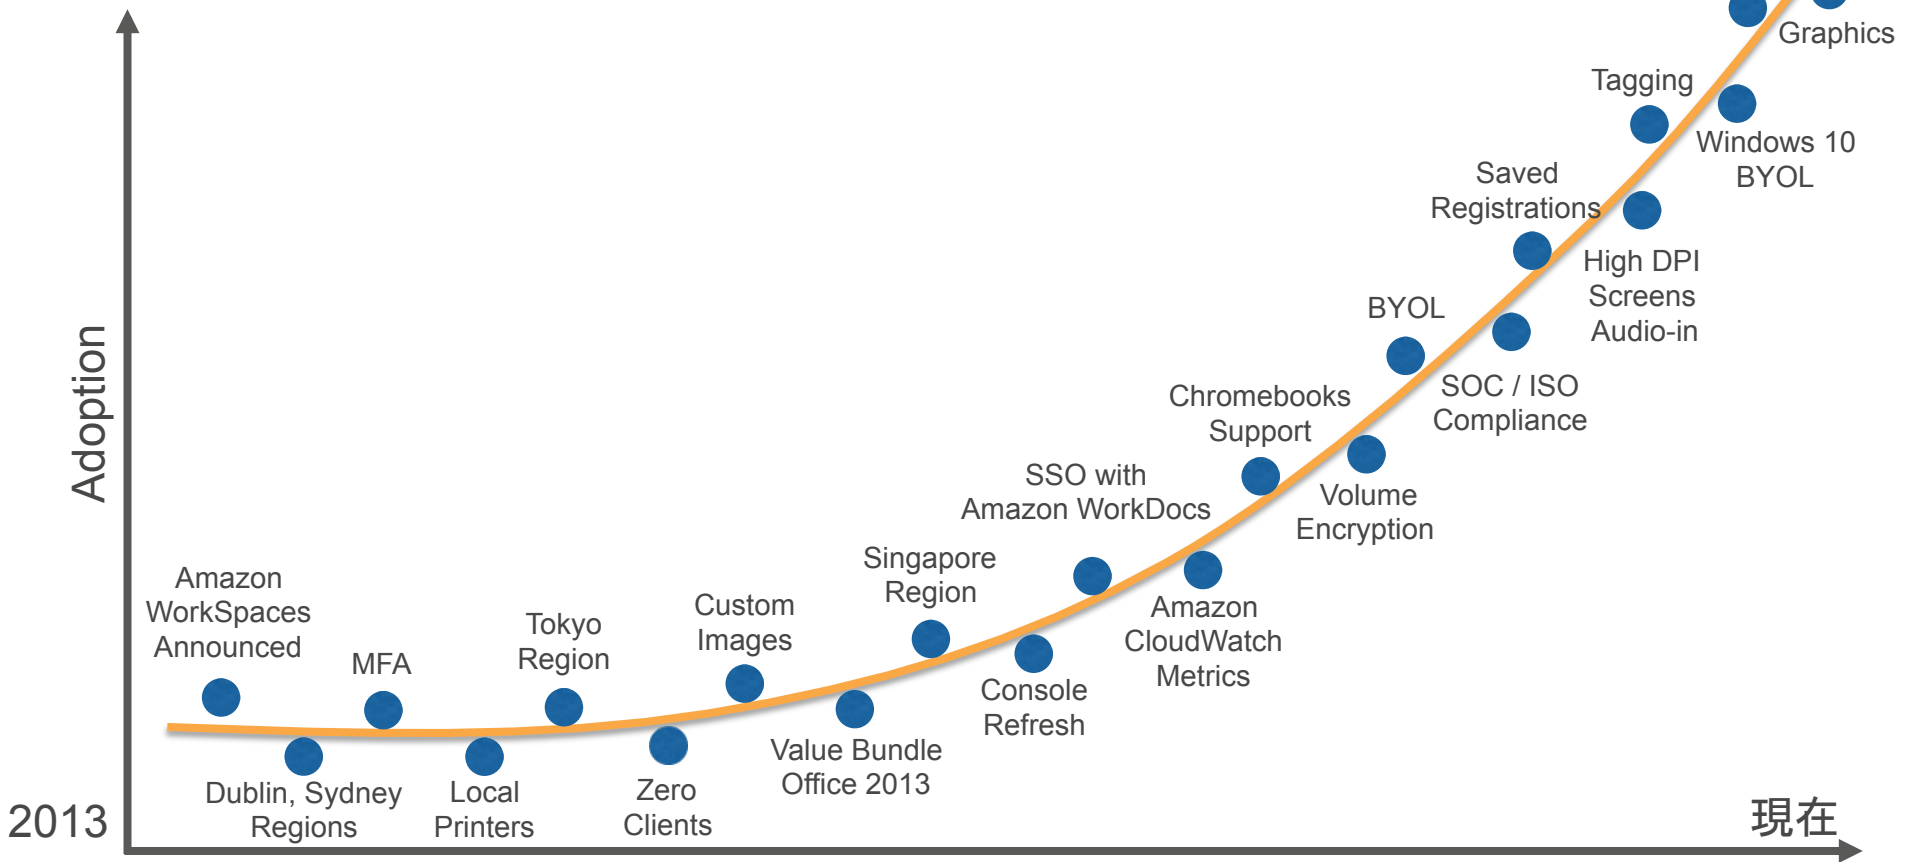 Graphics
Tagging
Windows 10
BYOL
Saved
Registrations
High DPI
Screens
Audio-in
BYOL
SOC / ISO
Compliance
Chromebooks
Support
Volume
Encryption
SSO with
Amazon WorkDocs
Amazon
CloudWatch
Metrics
Singapore
Region
Console
Refresh
Custom
Images
Value Bundle
Office 2013
Tokyo
Region
Zero
Clients
MFA
Local
Printers
Amazon
WorkSpaces
Announced
Dublin, Sydney
Regions
Adoption
2013
現在